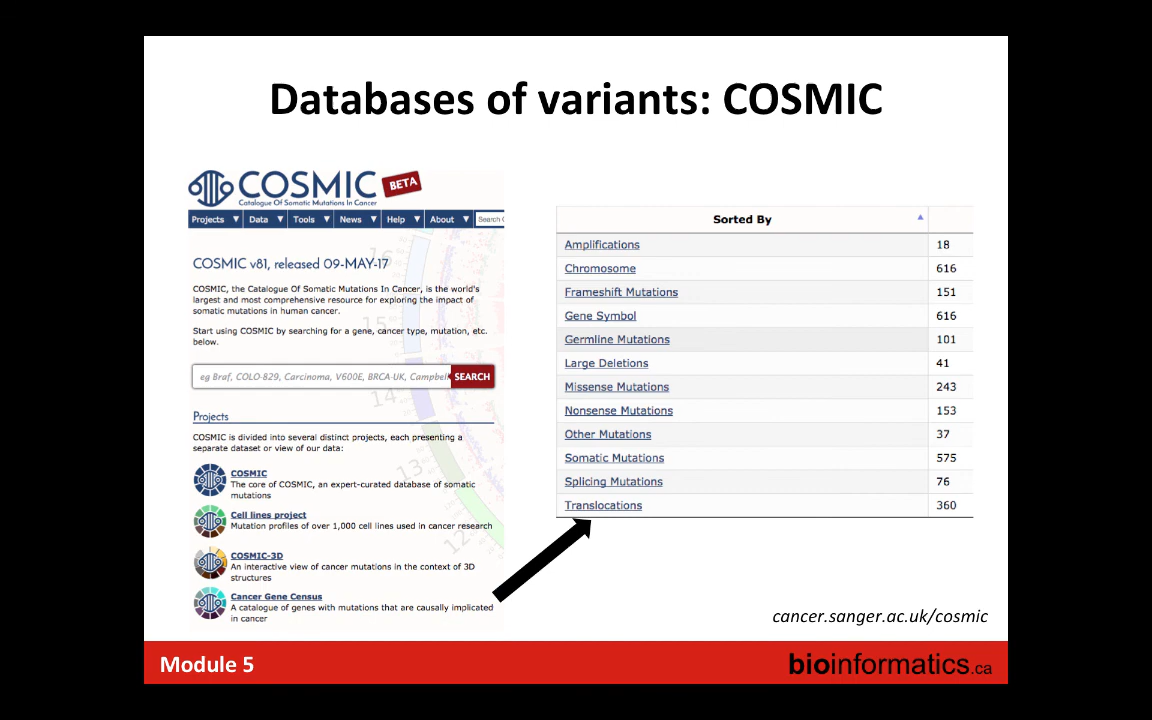 Databases of variants: COSMIC
COSMIC BETA
Catalogue Of Somatic Mutations In Cancer
Projects ▼ Data ▼ Tools ▼ News ▼ Help ▼ About ▼ Search
COSMIC v81, released 09-MAY-17
COSMIC, the Catalogue Of Somatic Mutations In Cancer, is the world's
largest and most comprehensive resource for exploring the impact of
somatic mutations in human cancer.
Start using COSMIC by searching for a gene, cancer type, mutation, etc.
below.
eg Braf, COLO-829, Carcinoma, V600E, BRCA-UK, Campbel SEARCH
Projects
COSMIC is divided into several distinct projects, each presenting a
separate dataset or view of our data:
COSMIC
The core of COSMIC, an expert-curated database of somatic
mutations
Cell lines project
Mutation profiles of over 1,000 cell lines used in cancer research
COSMIC-3D
An interactive view of cancer mutations in the context of 3D
structures
Cancer Gene Census
A catalogue of genes with mutations that are causally implicated
in cancer
16
15
14
13
12
Sorted By ▲
Amplifications 18
Chromosome 616
Frameshift Mutations 151
Gene Symbol 616
Germline Mutations 101
Large Deletions 41
Missense Mutations 243
Nonsense Mutations 153
Other Mutations 37
Somatic Mutations 575
Splicing Mutations 76
Translocations 360
cancer.sanger.ac.uk/cosmic
Module 5
bioinformatics.ca